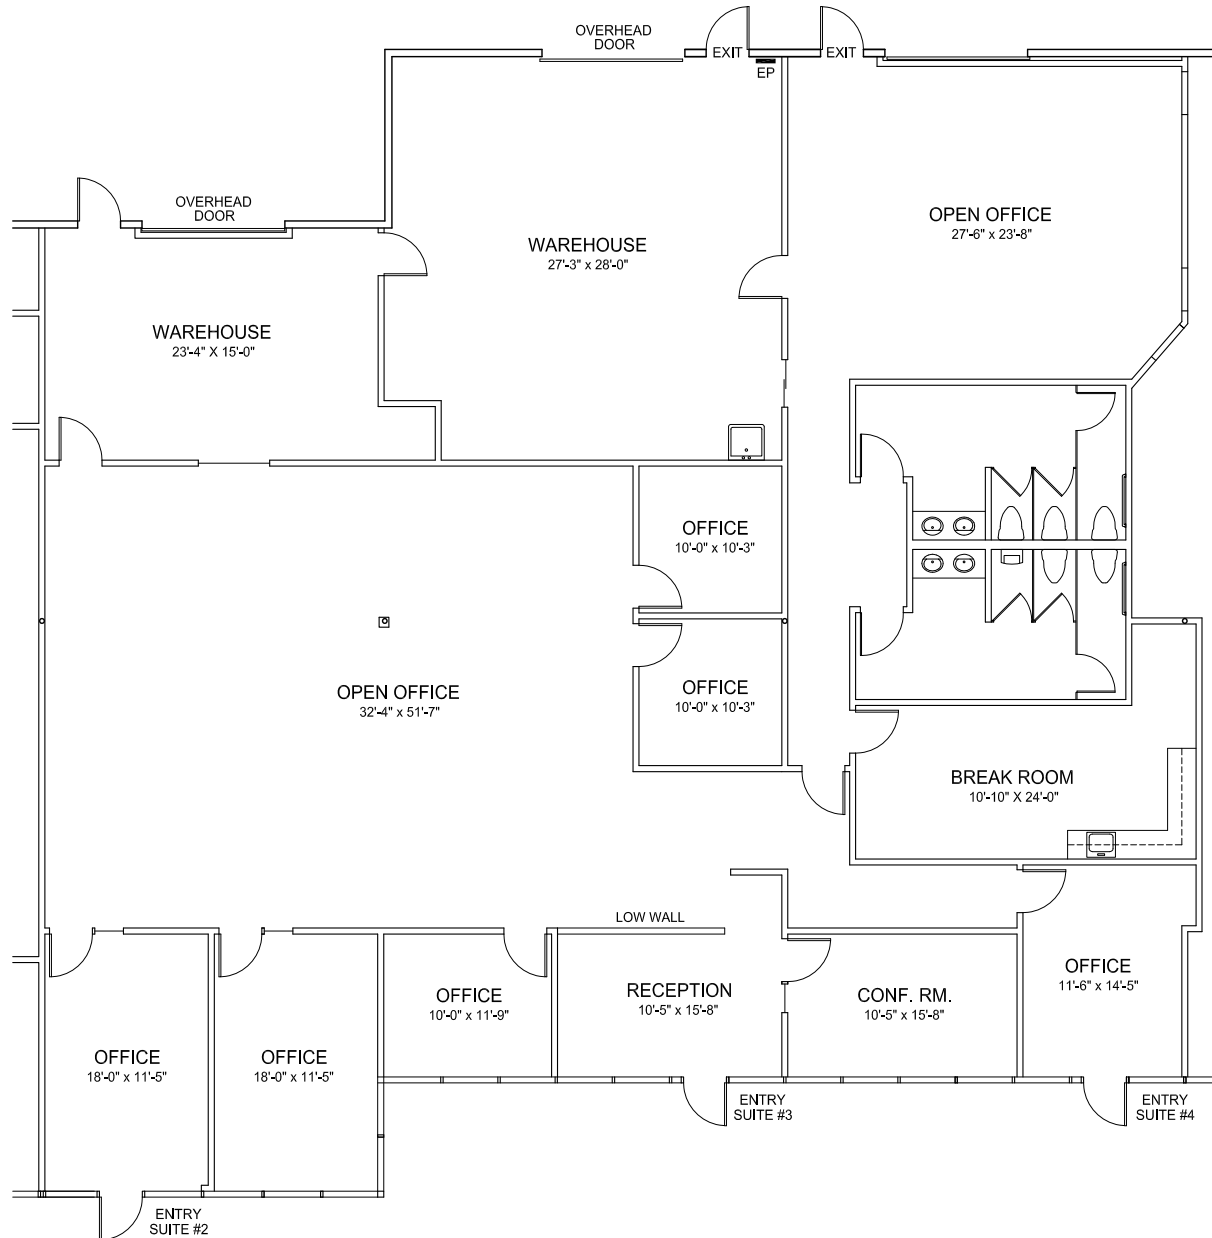 OVERHEAD
DOOR
EXIT
EXIT
EP
OVERHEAD
DOOR
OPEN OFFICE
27'-6" x 23'-8"
WAREHOUSE
27'-3" x 28'-0"
WAREHOUSE
23'-4" X 15'-0"
OFFICE
10'-0" x 10'-3"
OFFICE
10'-0" x 10'-3"
OPEN OFFICE
32'-4" x 51'-7"
BREAK ROOM
10'-10" X 24'-0"
LOW WALL
OFFICE
11'-6" x 14'-5"
OFFICE
10'-0" x 11'-9"
RECEPTION
10'-5" x 15'-8"
CONF. RM.
10'-5" x 15'-8"
OFFICE
18'-0" x 11'-5"
OFFICE
18'-0" x 11'-5"
ENTRY
SUITE #3
ENTRY
SUITE #4
ENTRY
SUITE #2